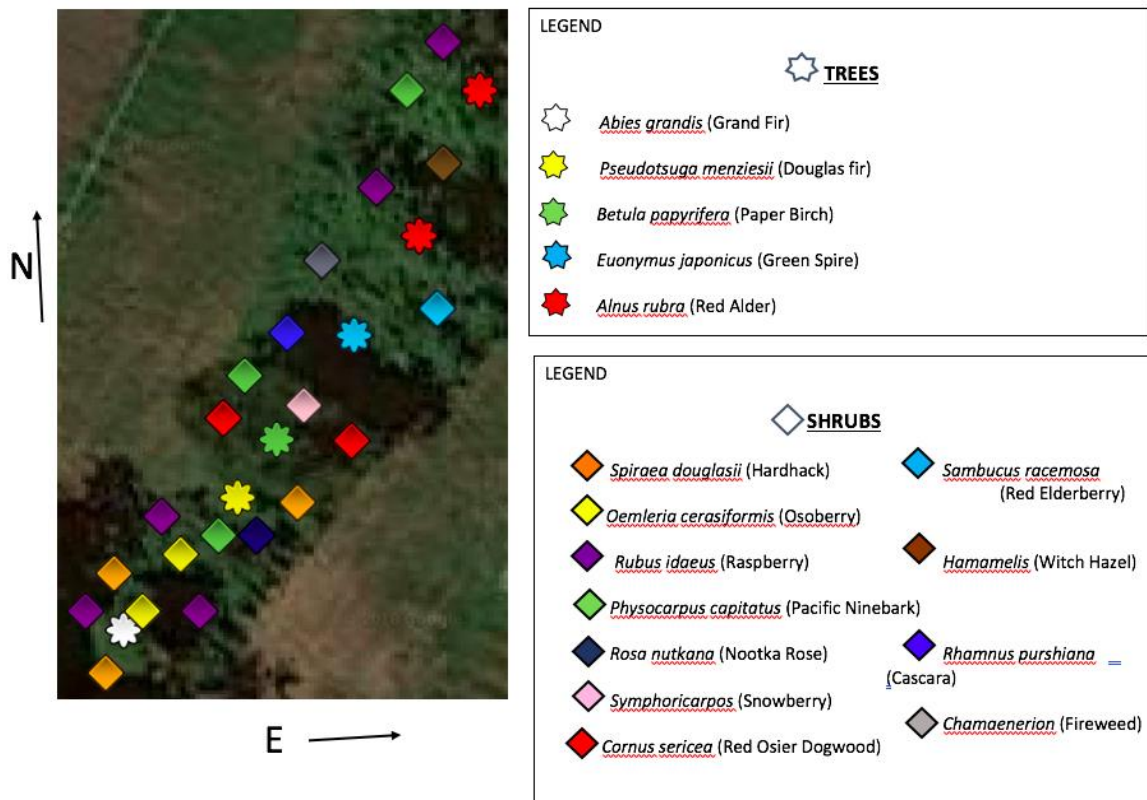 N
E
LEGEND
TREES
Abies grandis (Grand Fir)
Pseudotsuga menziesii (Douglas fir)
Betula papyrifera (Paper Birch)
Euonymus japonicus (Green Spire)
Alnus rubra (Red Alder)
LEGEND
SHRUBS
Spiraea douglasii (Hardhack)
Oemleria cerasiformis (Osoberry)
Rubus idaeus (Raspberry)
Physocarpus capitatus (Pacific Ninebark)
Rosa nutkana (Nootka Rose)
Symphoricarpos (Snowberry)
Cornus sericea (Red Osier Dogwood)
Sambucus racemosa
(Red Elderberry)
Hamamelis (Witch Hazel)
Rhamnus purshiana
(Cascara)
Chamaenerion (Fireweed)